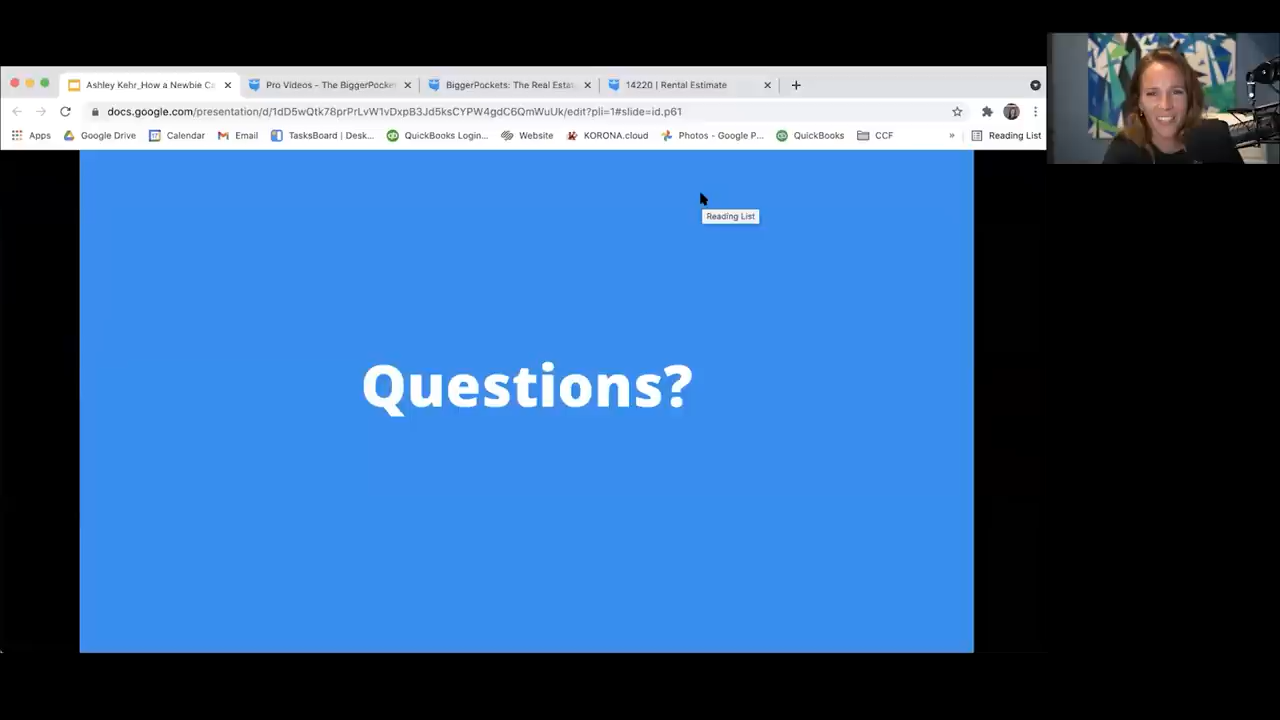 Ashley Kehr_How a Newbie Ca
Pro Videos - The BiggerPocket
BiggerPockets: The Real Estat
14220 | Rental Estimate
docs.google.com/presentation/d/1dD5wQtk78prPrLvW1vDxpB3Jd5ksCYPW4gdC6QmWuUk/edit?pli=1#slide=id.p61
Apps Google Drive Calendar Email TasksBoard | Desk... QuickBooks Login... Website KORONA.cloud Photos - Google P... QuickBooks CCF » Reading List
Reading List
Questions?